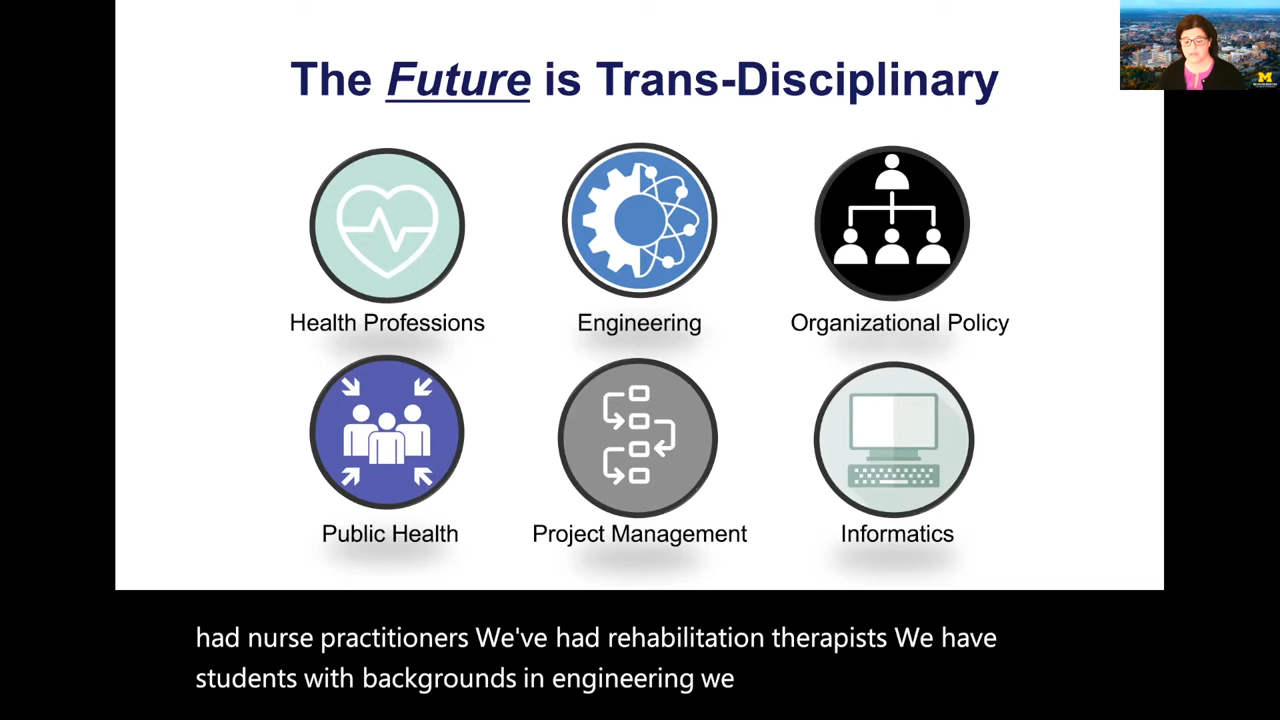 The Future is Trans-Disciplinary
M
Health Professions
Engineering
Organizational Policy
Public Health
Project Management
Informatics
had nurse practitioners We've had rehabilitation therapists We have
students with backgrounds in engineering we